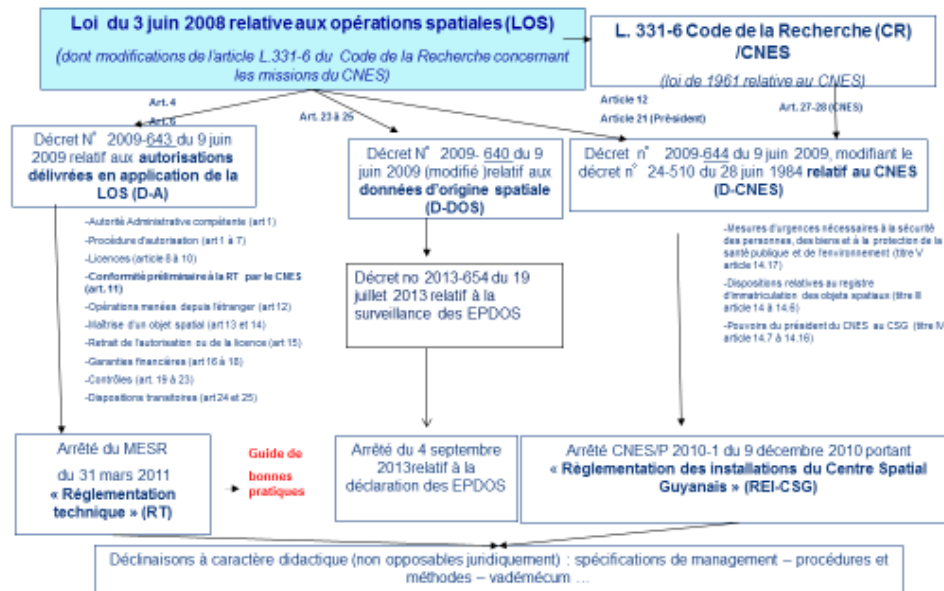 Loi du 3 juin 2008 relative aux opérations spatiales (LOS)
(dont modifications de l'article L.331-6 du Code de la Recherche concernant
les missions du CNES)
L. 331-6 Code de la Recherche (CR)
/CNES
(loi de 1961 relative au CNES)
Art. 4
Art. 6
Art. 23 à 25
Article 12
Article 21 (Président)
Art. 27-28 (CNES)
Décret N° 2009-643 du 9 juin
2009 relatif aux autorisations
délivrées en application de la
LOS (D-A)
Décret N° 2009- 640 du 9
juin 2009 (modifié )relatif aux
données d'origine spatiale
(D-DOS)
Décret n° 2009-644 du 9 juin 2009, modifiant le
décret n° 24-510 du 28 juin 1984 relatif au CNES
(D-CNES)
-Autorité Administrative compétente (art 1)
-Procédure d'autorisation (art 1 à 7)
-Licences (article 8 à 10)
-Conformité préliminaire à la RT par le CNES
(art. 11)
-Opérations menées depuis l'étranger (art 12)
-Maîtrise d'un objet spatial (art 13 et 14)
-Retrait de l'autorisation ou de la licence (art 15)
-Garanties financières (art 16 à 18)
-Contrôles (art. 19 à 23)
-Dispositions transitoires (art 24 et 25)
Décret no 2013-654 du 19
juillet 2013 relatif à la
surveillance des EPDOS
-Mesures d'urgences nécessaires à la sécurité
des personnes, des biens et à la protection de la
santé publique et de l'environnement (titre V
article 14.17)
-Dispositions relatives au registre
d'immatriculation des objets spatiaux (titre III
article 14 à 14.6)
-Pouvoirs du président du CNES au CSG (titre IV
article 14.7 à 14.16)
Arrêté du MESR
du 31 mars 2011
« Réglementation
technique » (RT)
Guide de
bonnes
pratiques
Arrêté du 4 septembre
2013relatif à la
déclaration des EPDOS
Arrêté CNES/P 2010-1 du 9 décembre 2010 portant
« Règlementation des installations du Centre Spatial
Guyanais » (REI-CSG)
Déclinaisons à caractère didactique (non opposables juridiquement) : spécifications de management – procédures et
méthodes – vadémécum …